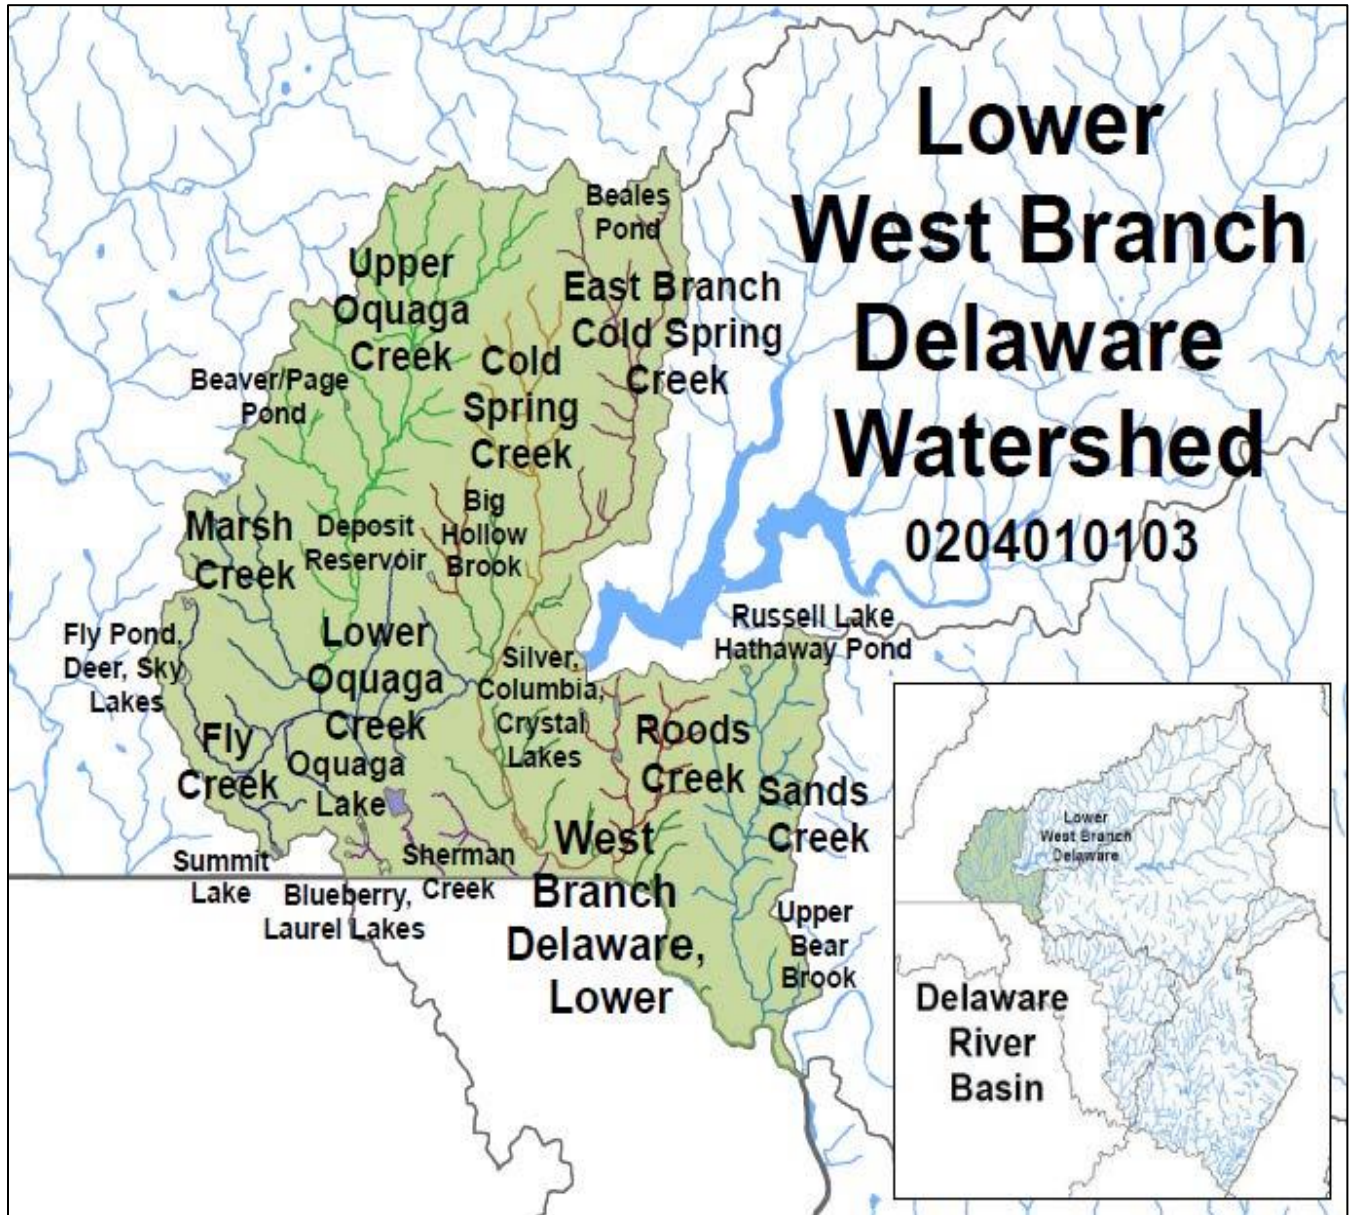 Lower
West Branch
Delaware
Watershed
0204010103
Beales
Pond
Upper
Oquaga
Creek
East Branch
Cold Spring
Creek
Cold
Spring
Creek
Beaver/Page
Pond
Big
Hollow
Brook
Marsh
Creek
Deposit
Reservoir
Fly Pond,
Deer, Sky
Lakes
Lower
Oquaga
Creek
Silver,
Columbia,
Crystal
Lakes
Russell Lake
Hathaway Pond
Roods
Creek
Fly
Creek
Oquaga
Lake
Sands
Creek
Summit
Lake
Sherman
Creek
Blueberry,
Laurel Lakes
West
Branch
Delaware,
Lower
Upper
Bear
Brook
Lower
West Branch
Delaware
Delaware
River
Basin